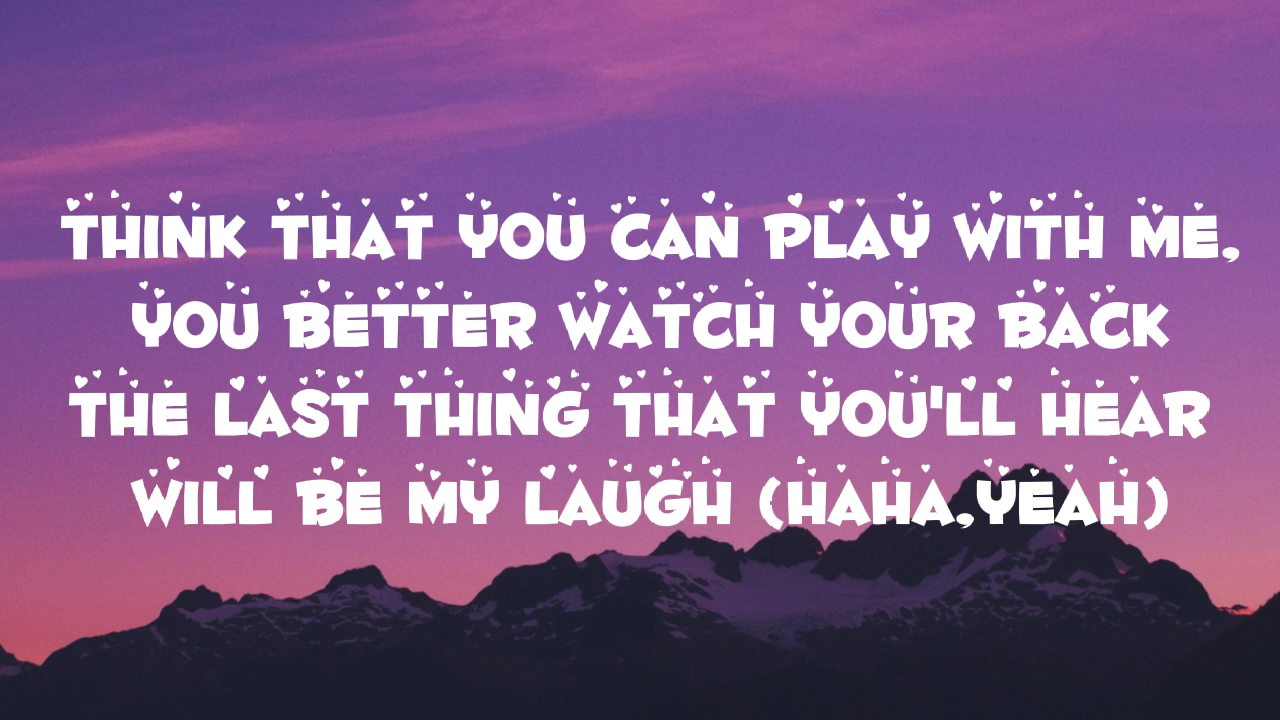 THINK THAT YOU CAN PLAY WITH ME,
YOU BETTER WATCH YOUR BACK
THE LAST THING THAT YOU'LL HEAR
WILL BE MY LAUGH (HAHA,YEAH)